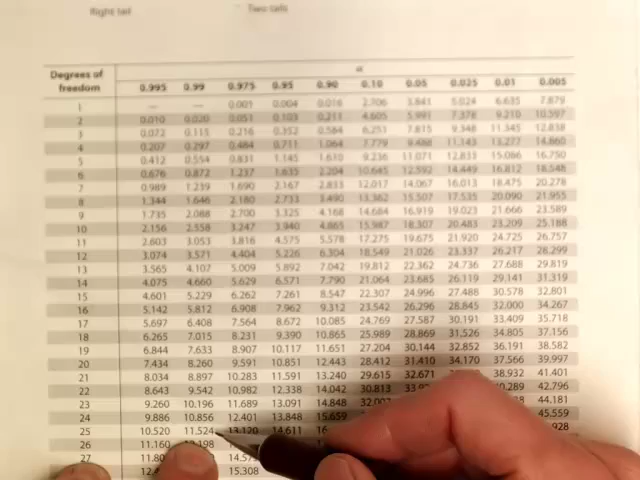 Right tail Two tails
α
Degrees of
freedom 0.995 0.99 0.975 0.95 0.90 0.10 0.05 0.025 0.01 0.005
1 — — 0.001 0.004 0.016 2.706 3.841 5.024 6.635 7.879
2 0.010 0.020 0.051 0.103 0.211 4.605 5.991 7.378 9.210 10.597
3 0.072 0.115 0.216 0.352 0.584 6.251 7.815 9.348 11.345 12.838
4 0.207 0.297 0.484 0.711 1.064 7.779 9.488 11.143 13.277 14.860
5 0.412 0.554 0.831 1.145 1.610 9.236 11.071 12.833 15.086 16.750
6 0.676 0.872 1.237 1.635 2.204 10.645 12.592 14.449 16.812 18.548
7 0.989 1.239 1.690 2.167 2.833 12.017 14.067 16.013 18.475 20.278
8 1.344 1.646 2.180 2.733 3.490 13.362 15.507 17.535 20.090 21.955
9 1.735 2.088 2.700 3.325 4.168 14.684 16.919 19.023 21.666 23.589
10 2.156 2.558 3.247 3.940 4.865 15.987 18.307 20.483 23.209 25.188
11 2.603 3.053 3.816 4.575 5.578 17.275 19.675 21.920 24.725 26.757
12 3.074 3.571 4.404 5.226 6.304 18.549 21.026 23.337 26.217 28.299
13 3.565 4.107 5.009 5.892 7.042 19.812 22.362 24.736 27.688 29.819
14 4.075 4.660 5.629 6.571 7.790 21.064 23.685 26.119 29.141 31.319
15 4.601 5.229 6.262 7.261 8.547 22.307 24.996 27.488 30.578 32.801
16 5.142 5.812 6.908 7.962 9.312 23.542 26.296 28.845 32.000 34.267
17 5.697 6.408 7.564 8.672 10.085 24.769 27.587 30.191 33.409 35.718
18 6.265 7.015 8.231 9.390 10.865 25.989 28.869 31.526 34.805 37.156
19 6.844 7.633 8.907 10.117 11.651 27.204 30.144 32.852 36.191 38.582
20 7.434 8.260 9.591 10.851 12.443 28.412 31.410 34.170 37.566 39.997
21 8.034 8.897 10.283 11.591 13.240 29.615 32.671 38.932 41.401
22 8.643 9.542 10.982 12.338 14.042 30.813 33.9 0.289 42.796
23 9.260 10.196 11.689 13.091 14.848 32.00 44.181
24 9.886 10.856 12.401 13.848 15.659 45.559
25 10.520 11.524 13.120 14.611 16 .928
26 11.160 198
27 11.80 14.57
12. 15.308